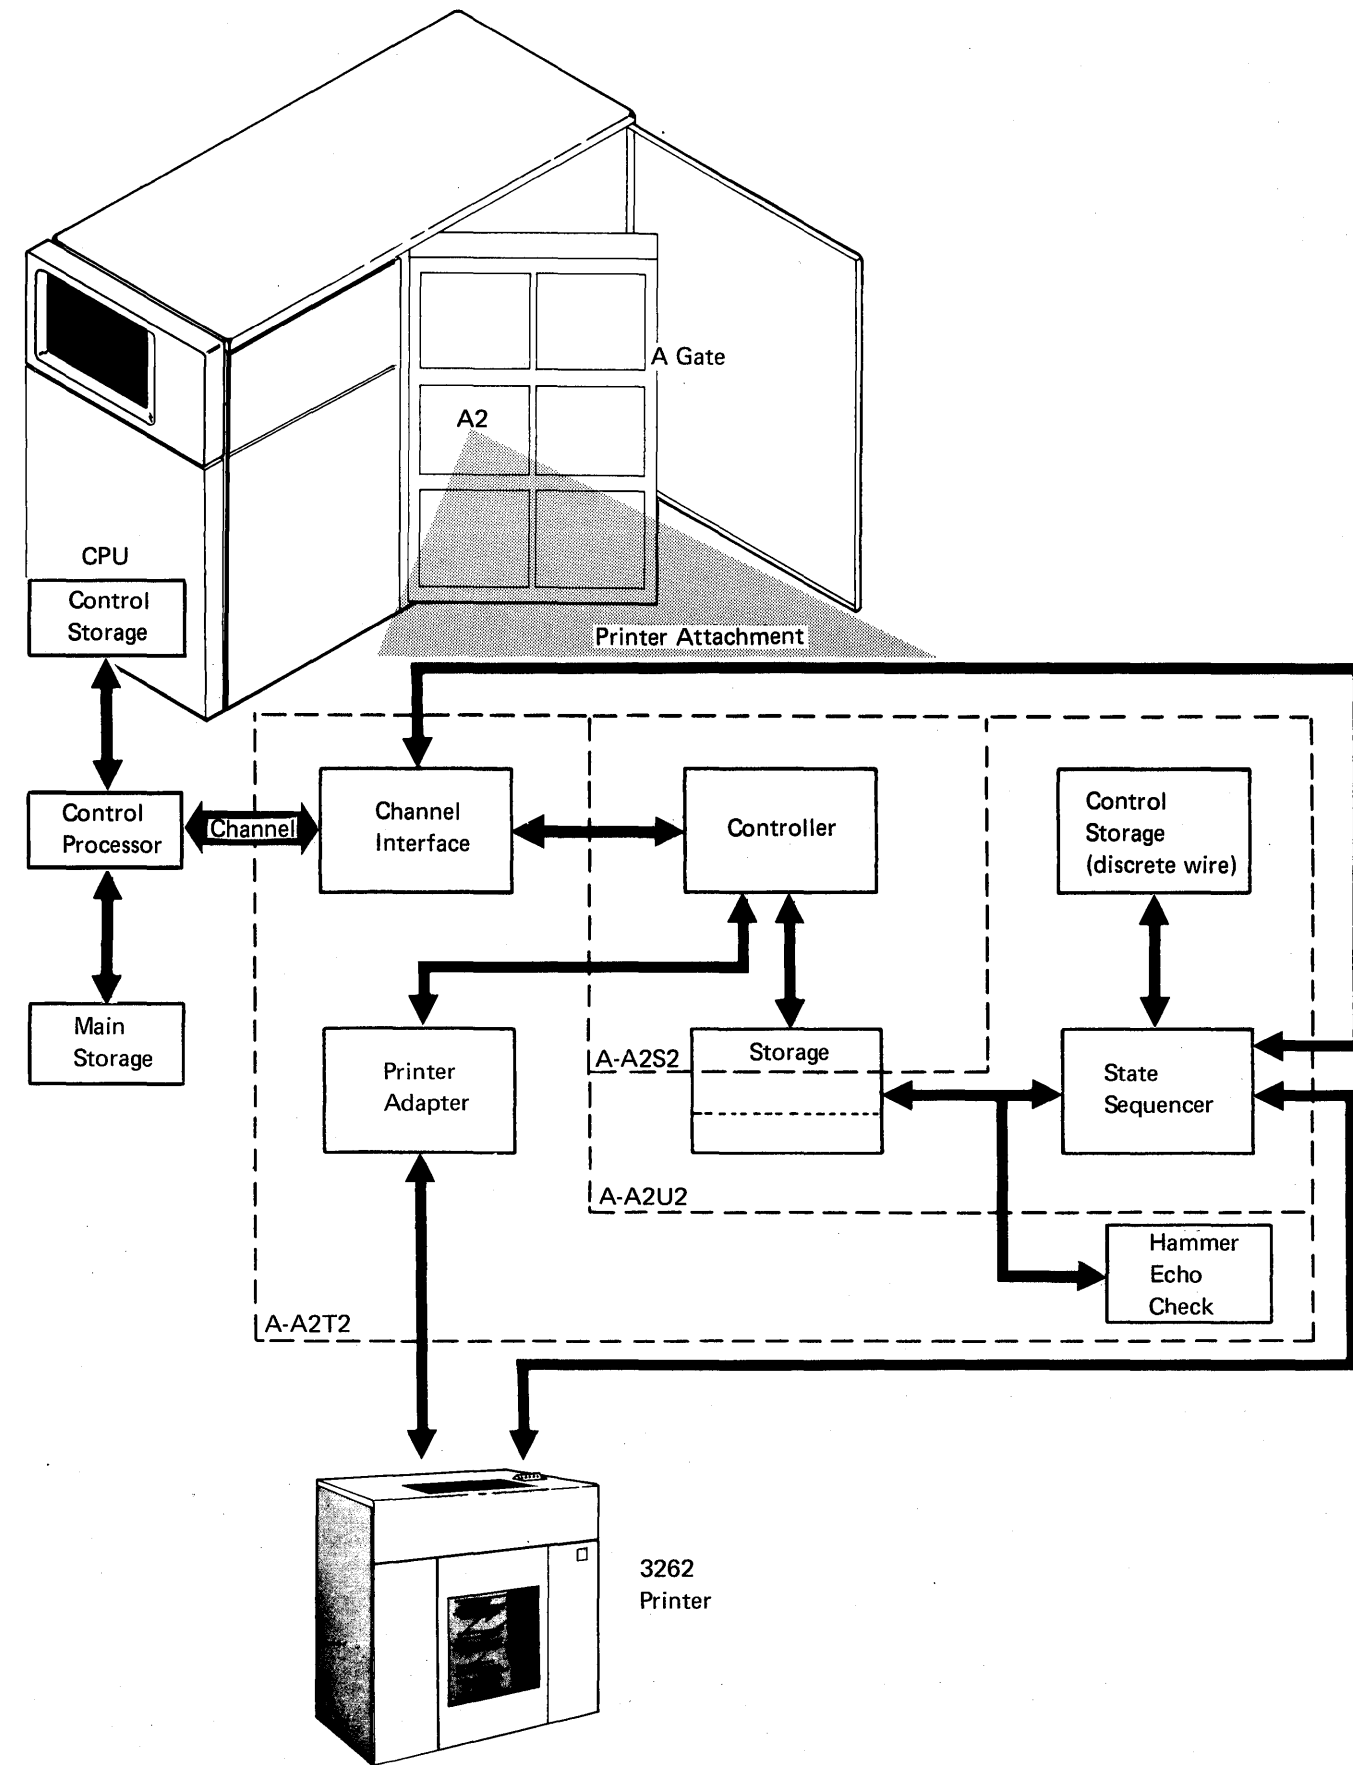 A Gate
A2
CPU
Control
Storage
Printer Attachment
Control
Processor
Channel
Channel
Interface
Controller
Control
Storage
(discrete wire)
Main
Storage
Printer
Adapter
A-A2S2
Storage
State
Sequencer
A-A2U2
Hammer
Echo
Check
A-A2T2
3262
Printer